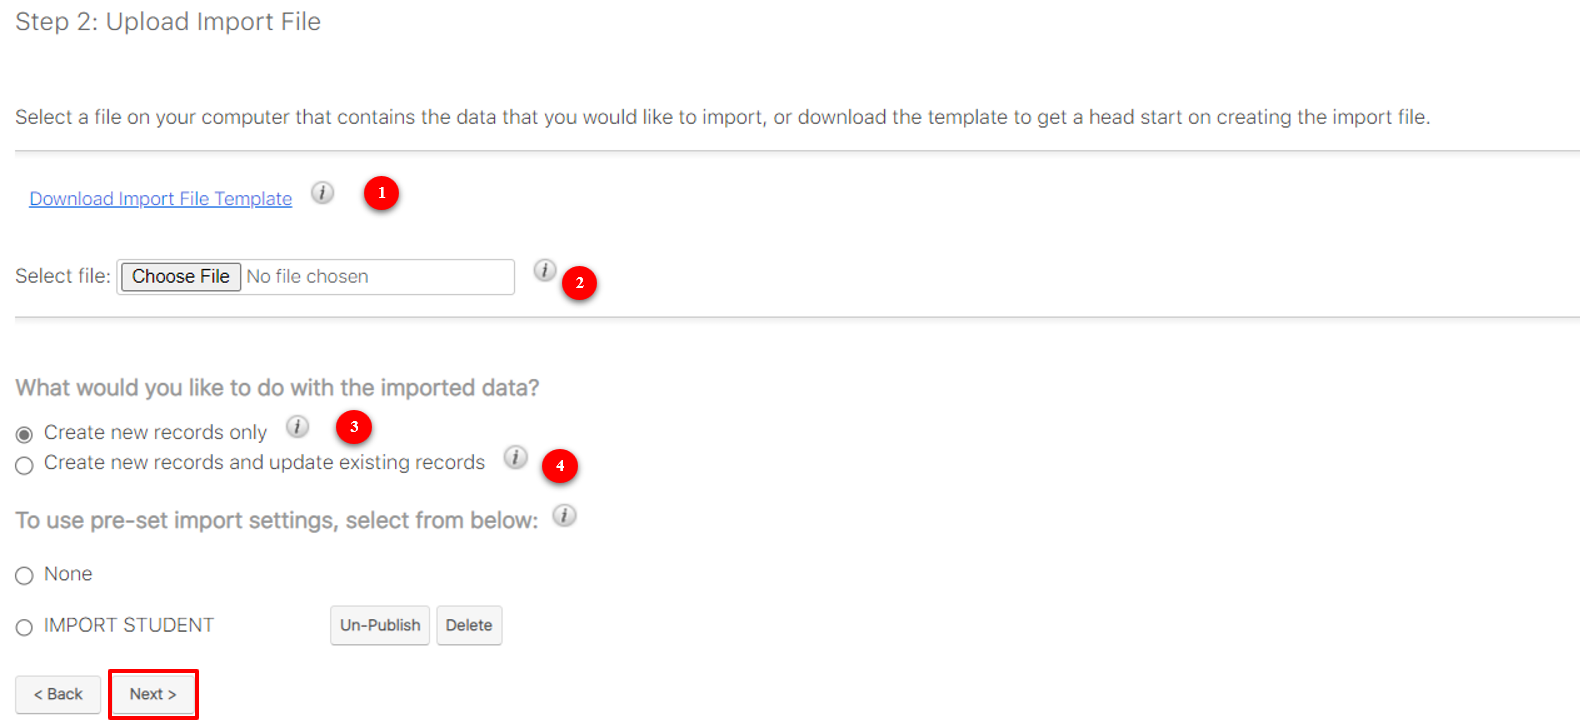 Step 2: Upload Import File
Select a file on your computer that contains the data that you would like to import, or download the template to get a head start on creating the import file.
Download Import File Template i 1
Select file: Choose File No file chosen i 2
What would you like to do with the imported data?
Create new records only i 3
Create new records and update existing records i 4
To use pre-set import settings, select from below: i
None
IMPORT STUDENT Un-Publish Delete
< Back Next >